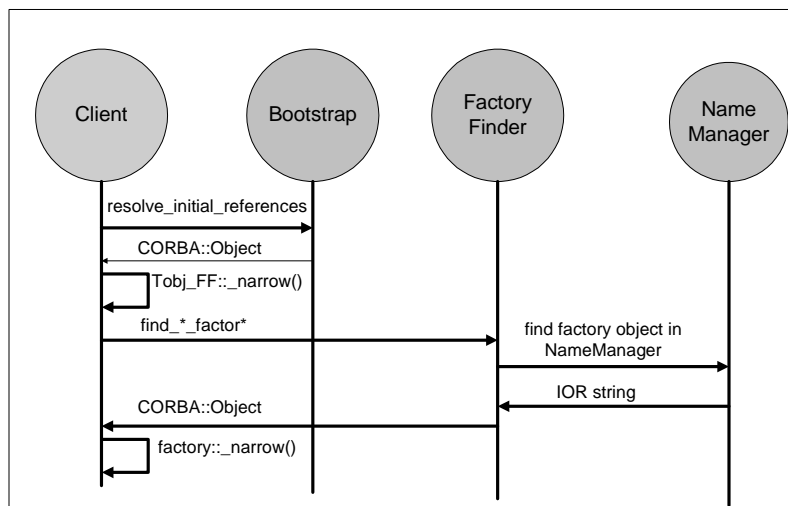 Client
Bootstrap
Factory
Finder
Name
Manager
resolve_initial_references
CORBA::Object
Tobj_FF::_narrow()
find_*_factor*
find factory object in
NameManager
IOR string
CORBA::Object
factory::_narrow()